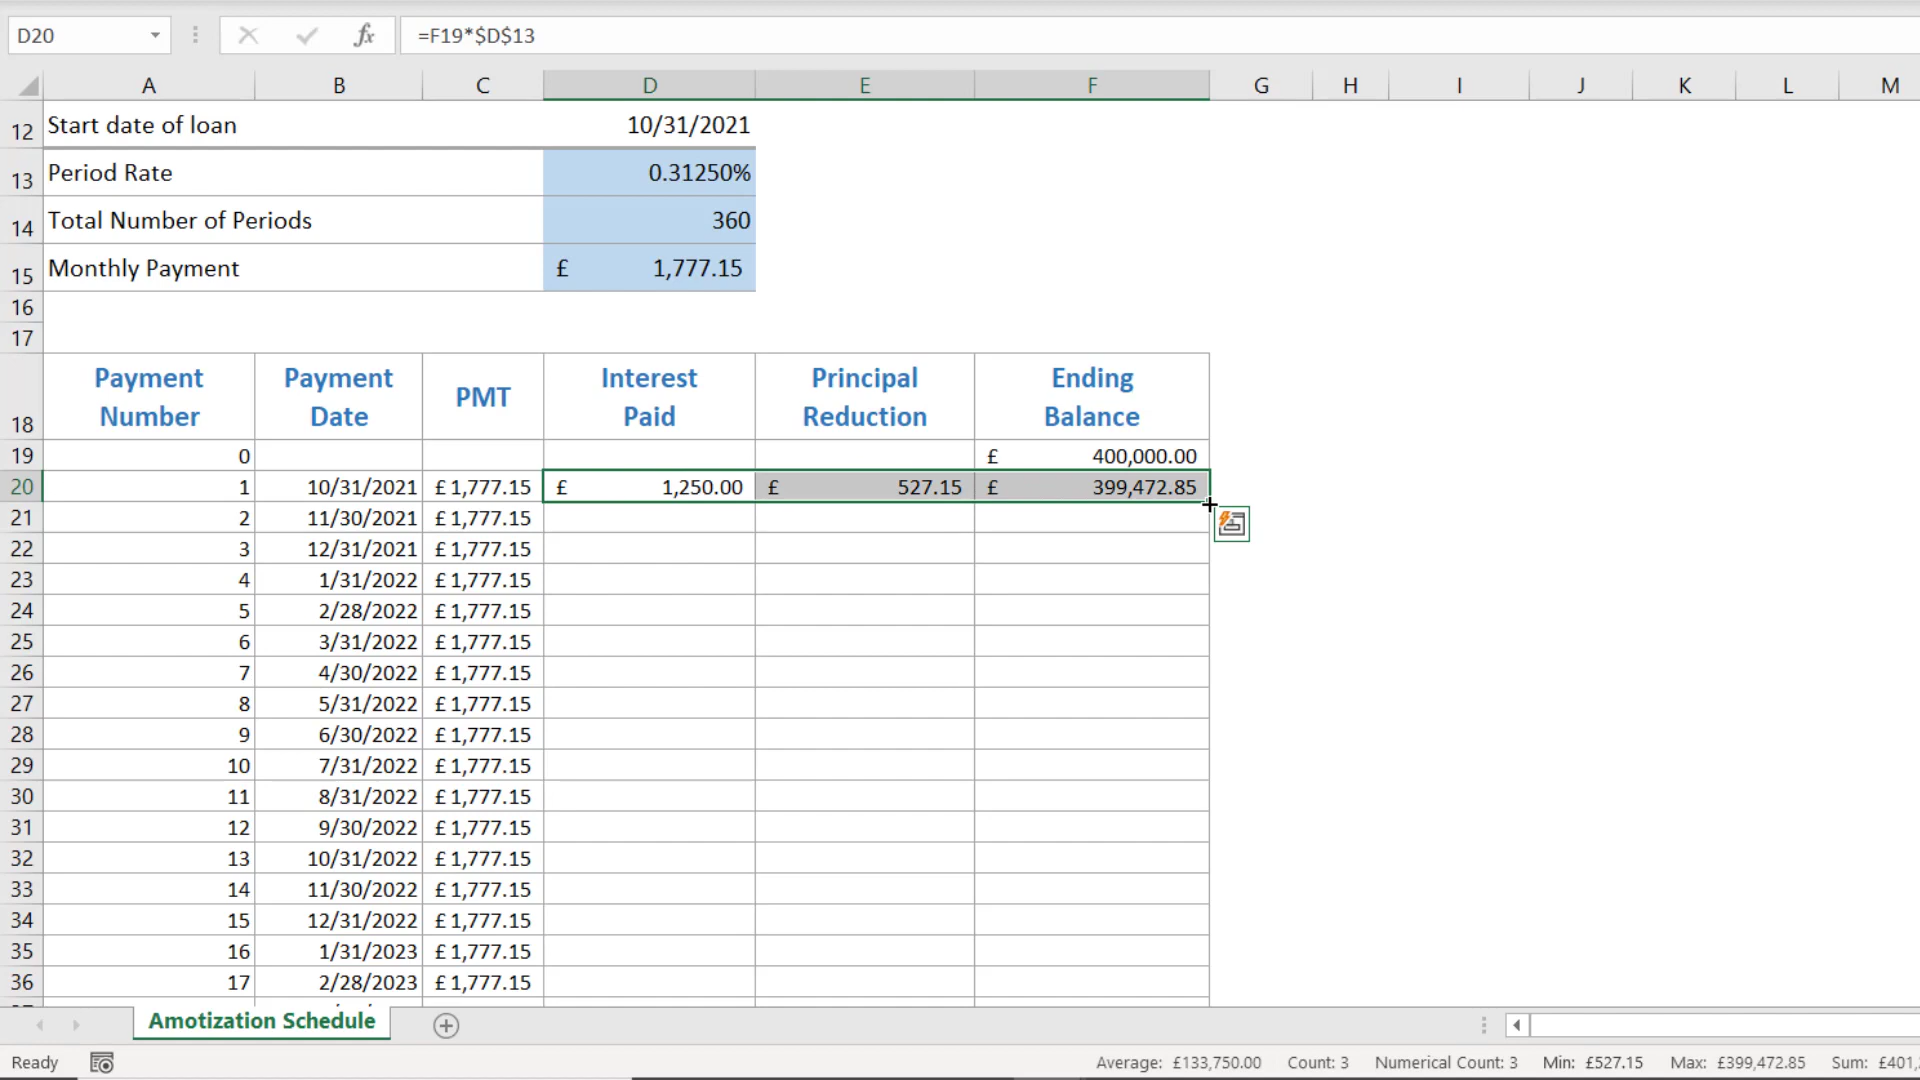 D20 fx =F19*$D$13
A B C D E F G H I J K L M
12 Start date of loan 10/31/2021
13 Period Rate 0.31250%
14 Total Number of Periods 360
15 Monthly Payment £ 1,777.15
16
17
18 Payment Number Payment Date PMT Interest Paid Principal Reduction Ending Balance
19 0 £ 400,000.00
20 1 10/31/2021 £ 1,777.15 £ 1,250.00 £ 527.15 £ 399,472.85
21 2 11/30/2021 £ 1,777.15
22 3 12/31/2021 £ 1,777.15
23 4 1/31/2022 £ 1,777.15
24 5 2/28/2022 £ 1,777.15
25 6 3/31/2022 £ 1,777.15
26 7 4/30/2022 £ 1,777.15
27 8 5/31/2022 £ 1,777.15
28 9 6/30/2022 £ 1,777.15
29 10 7/31/2022 £ 1,777.15
30 11 8/31/2022 £ 1,777.15
31 12 9/30/2022 £ 1,777.15
32 13 10/31/2022 £ 1,777.15
33 14 11/30/2022 £ 1,777.15
34 15 12/31/2022 £ 1,777.15
35 16 1/31/2023 £ 1,777.15
36 17 2/28/2023 £ 1,777.15
Amotization Schedule
Ready Average: £133,750.00 Count: 3 Numerical Count: 3 Min: £527.15 Max: £399,472.85 Sum: £401,